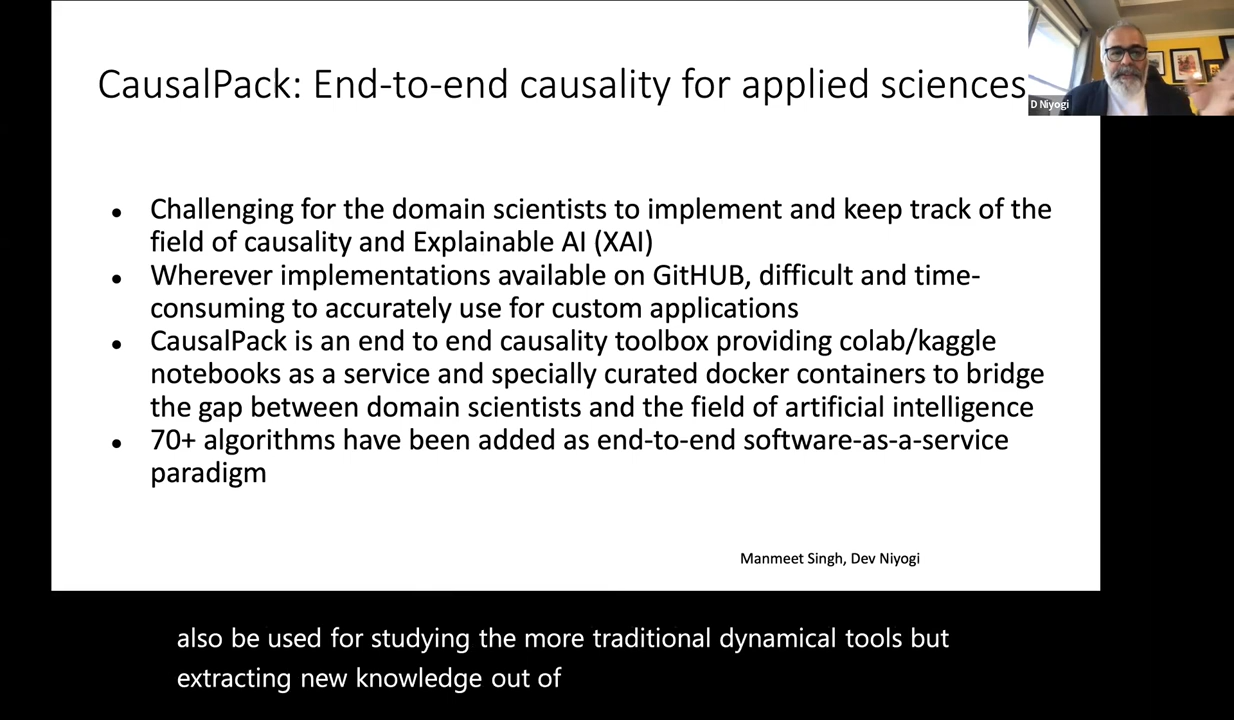 CausalPack: End-to-end causality for applied sciences
D Niyogi
• Challenging for the domain scientists to implement and keep track of the
field of causality and Explainable AI (XAI)
• Wherever implementations available on GitHUB, difficult and time-
consuming to accurately use for custom applications
• CausalPack is an end to end causality toolbox providing colab/kaggle
notebooks as a service and specially curated docker containers to bridge
the gap between domain scientists and the field of artificial intelligence
• 70+ algorithms have been added as end-to-end software-as-a-service
paradigm
Manmeet Singh, Dev Niyogi
also be used for studying the more traditional dynamical tools but
extracting new knowledge out of